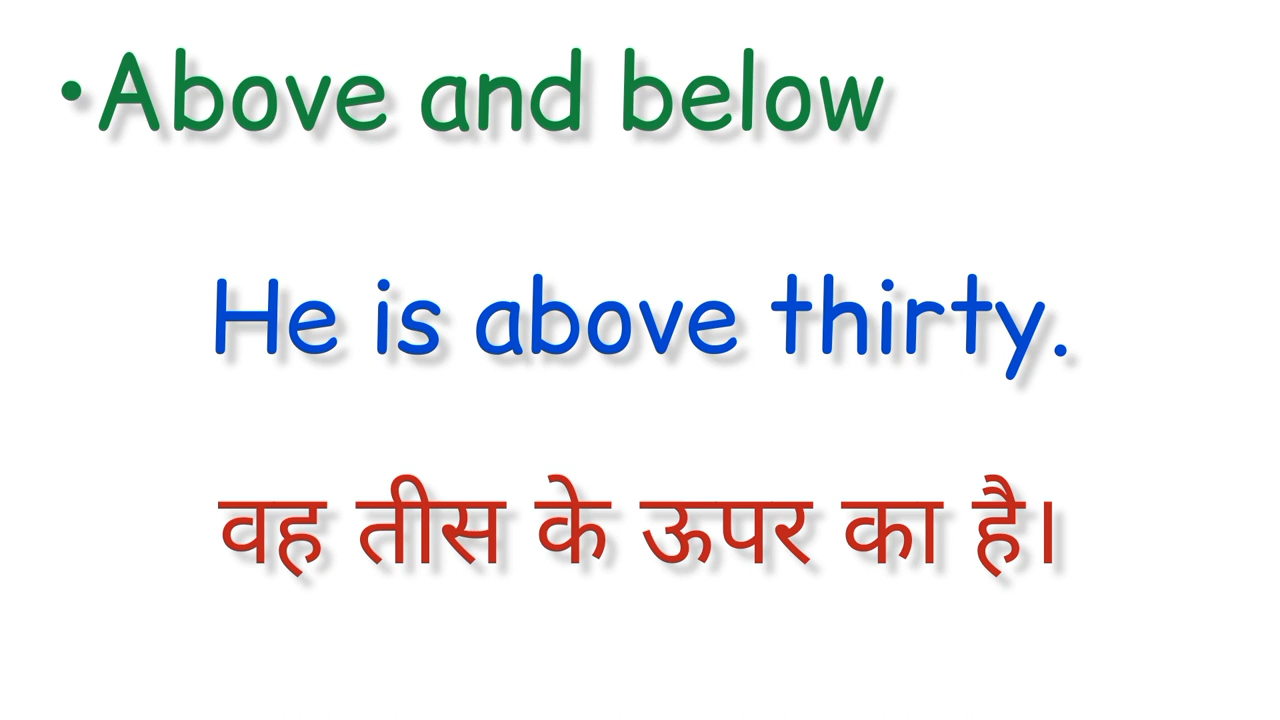 •Above and below
He is above thirty.
वह तीस के ऊपर का है।